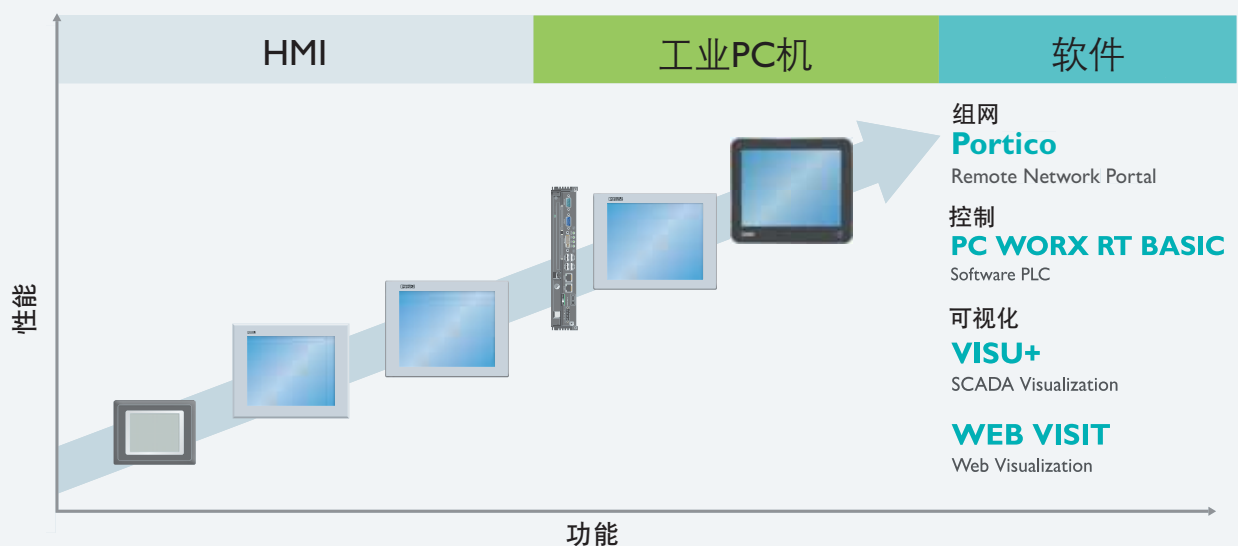 HMI
工业PC机
软件
组网
Portico
Remote Network Portal
控制
PC WORX RT BASIC
Software PLC
可视化
VISU+
SCADA Visualization
WEB VISIT
Web Visualization
性能
功能